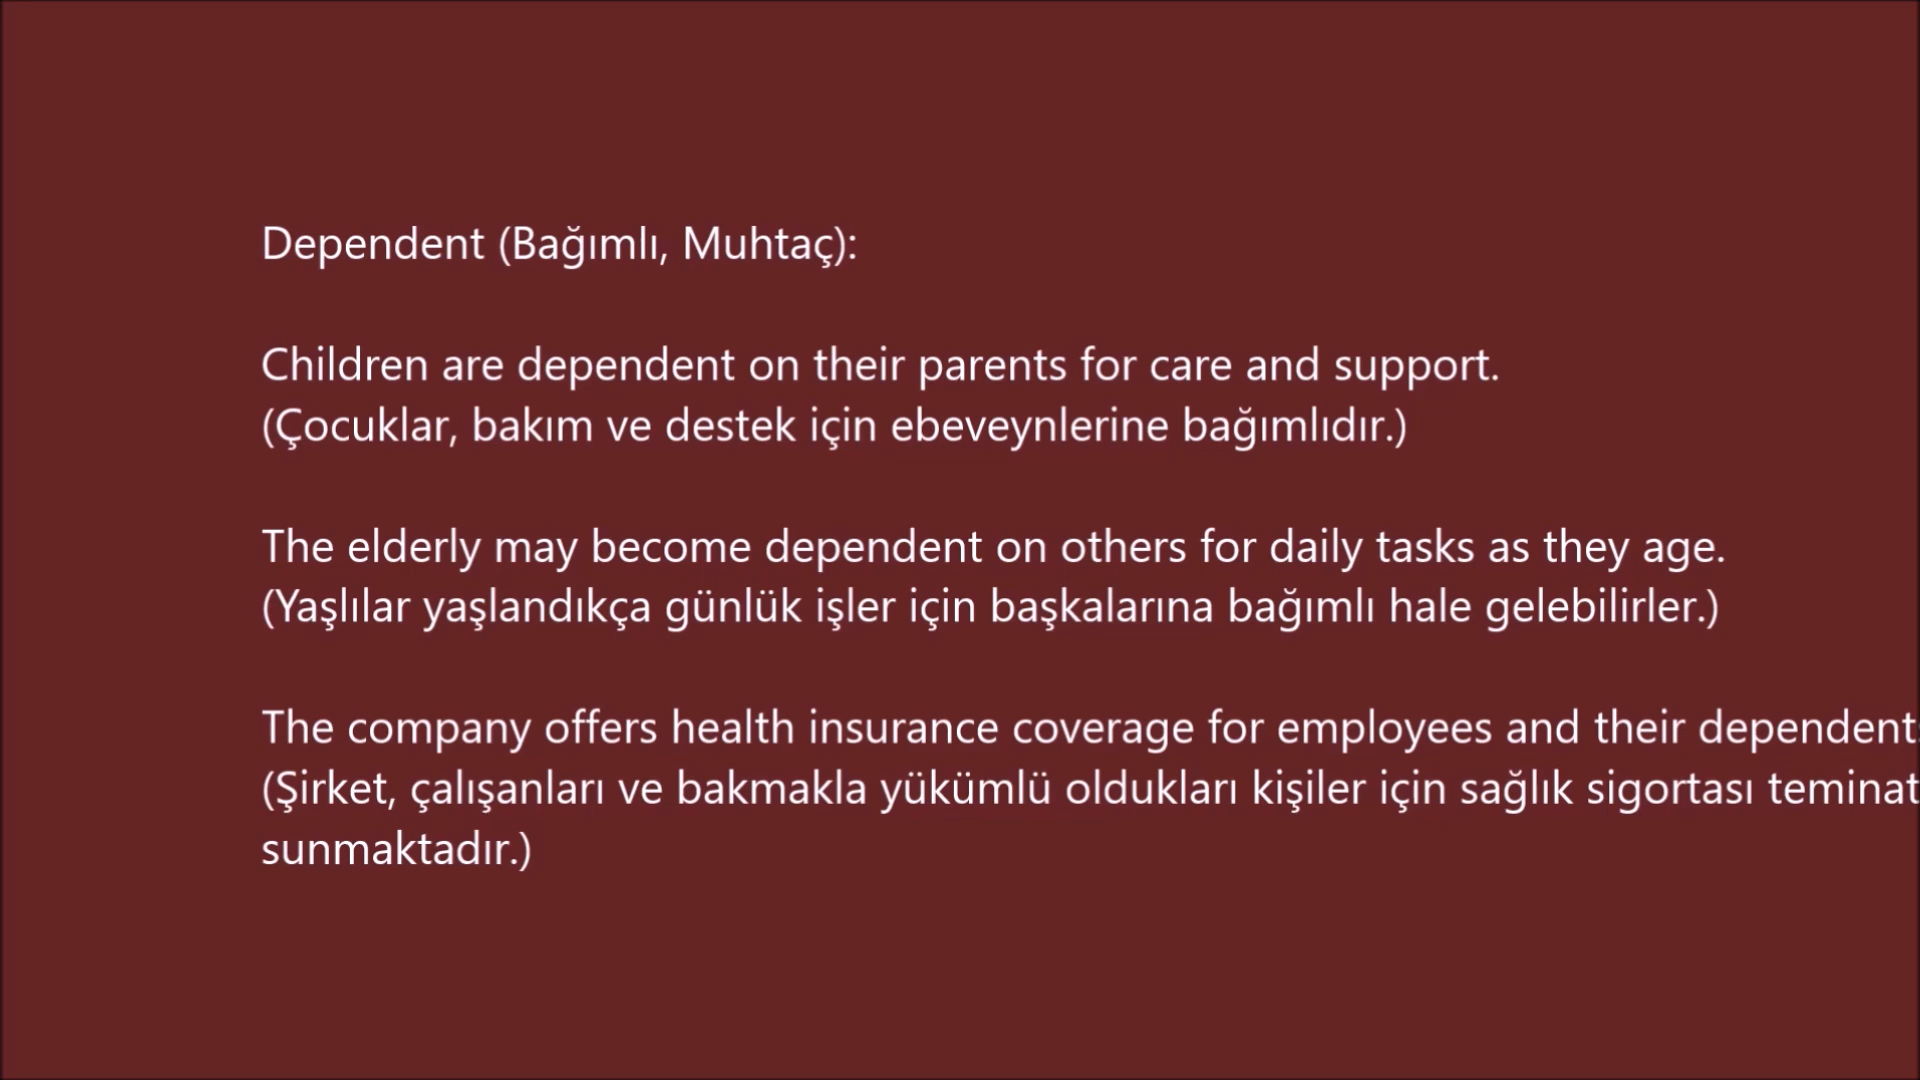 Dependent (Bağımlı, Muhtaç):
Children are dependent on their parents for care and support.
(Çocuklar, bakım ve destek için ebeveynlerine bağımlıdır.)
The elderly may become dependent on others for daily tasks as they age.
(Yaşlılar yaşlandıkça günlük işler için başkalarına bağımlı hale gelebilirler.)
The company offers health insurance coverage for employees and their dependent
(Şirket, çalışanları ve bakmakla yükümlü oldukları kişiler için sağlık sigortası teminat
sunmaktadır.)